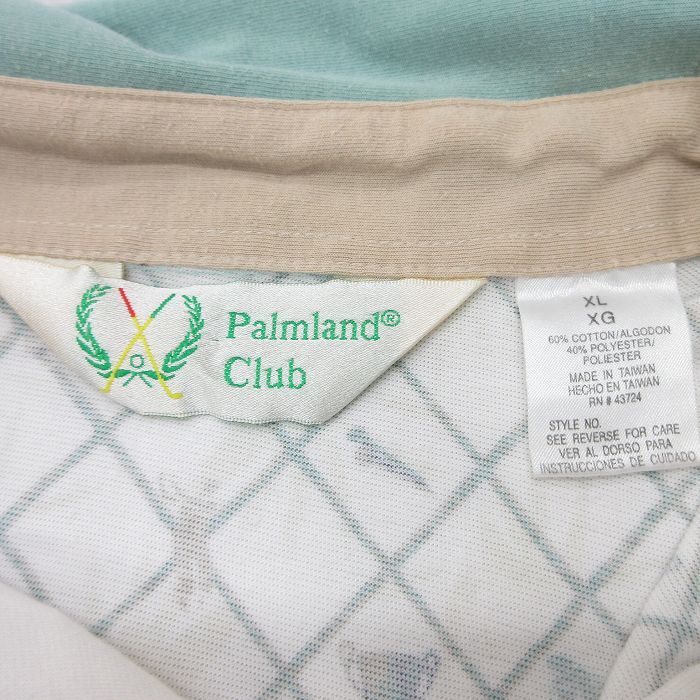 Palmland®
Club
XL
XG
60% COTTON/ALGODON
40% POLYESTER/
POLIESTER
MADE IN TAIWAN
HECHO EN TAIWAN
RN # 43724
STYLE NO.
SEE REVERSE FOR CARE
VER AL DORSO PARA
INSTRUCCIONES DE CUIDADO